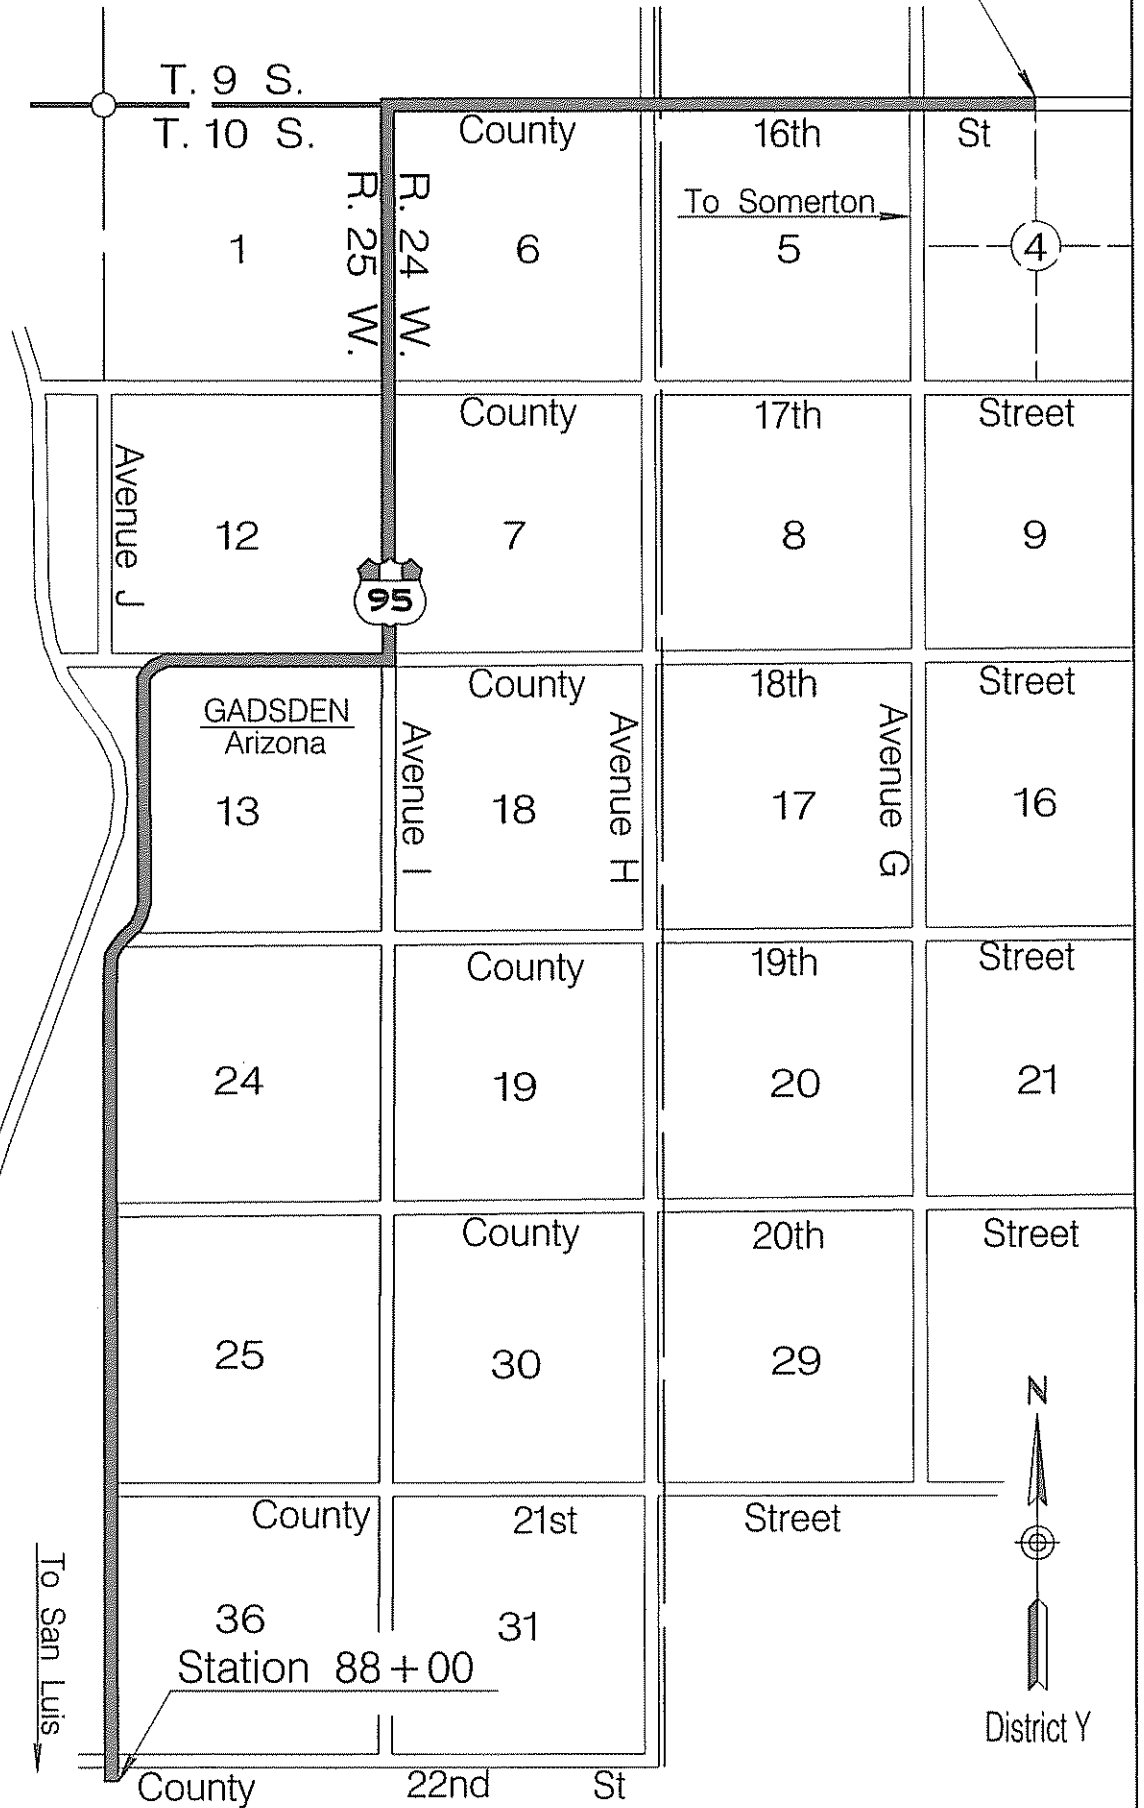 T. 9 S.
T. 10 S.
County 16th St
R. 24 W.
R. 25 W.
To Somerton
1
6
5
4
County 17th Street
Avenue J
12
7
8
9
95
County 18th Street
GADSDEN
Arizona
Avenue I
Avenue H
Avenue G
13
18
17
16
County 19th Street
24
19
20
21
County 20th Street
25
30
29
N
County 21st Street
To San Luis
36
31
Station 88+00
District Y
County 22nd St